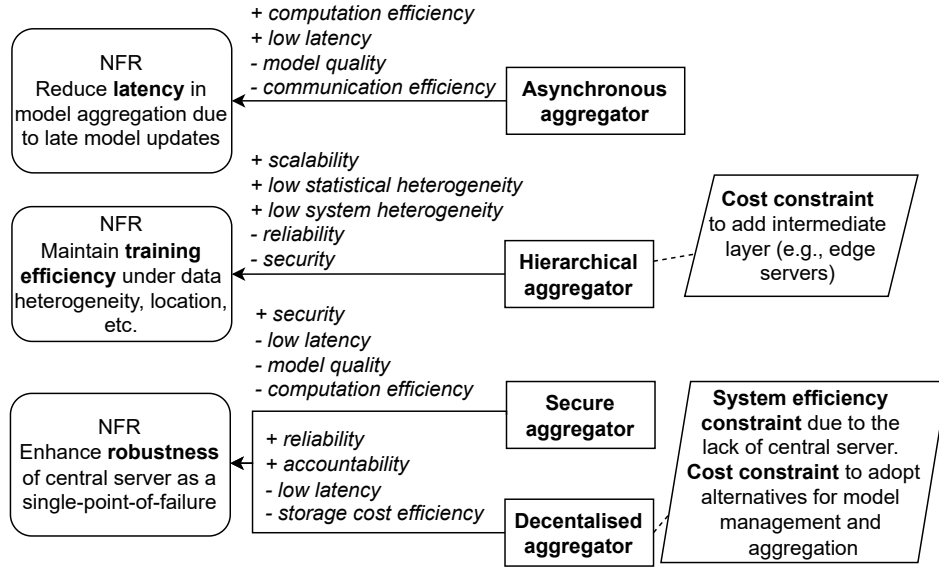 + computation efficiency
+ low latency
- model quality
- communication efficiency
NFR
Reduce latency in
model aggregation due
to late model updates
Asynchronous
aggregator
+ scalability
+ low statistical heterogeneity
+ low system heterogeneity
- reliability
- security
NFR
Maintain training
efficiency under data
heterogeneity, location,
etc.
Hierarchical
aggregator
Cost constraint
to add intermediate
layer (e.g., edge
servers)
+ security
- low latency
- model quality
- computation efficiency
NFR
Enhance robustness
of central server as a
single-point-of-failure
Secure
aggregator
+ reliability
+ accountability
- low latency
- storage cost efficiency
Decentralised
aggregator
System efficiency
constraint due to the
lack of central server.
Cost constraint to adopt
alternatives for model
management and
aggregation